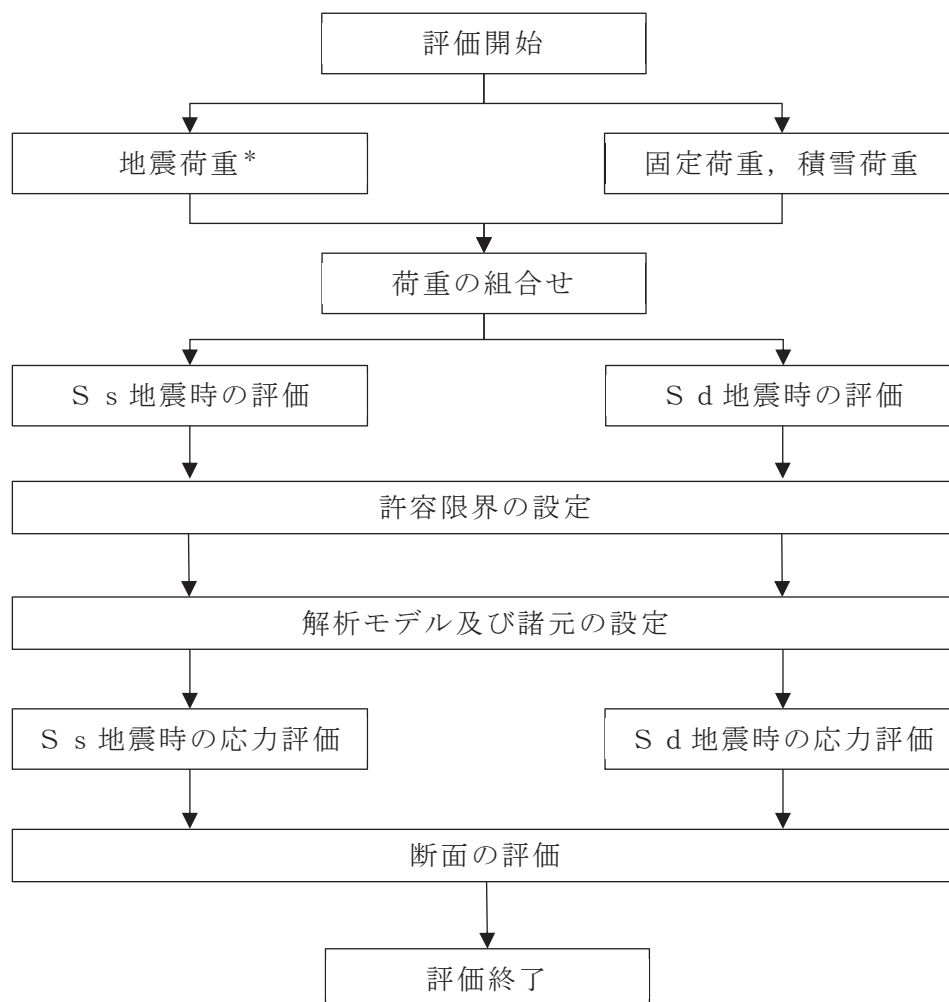 評価開始
地震荷重*
固定荷重，積雪荷重
荷重の組合せ
Ｓｓ地震時の評価
Ｓｄ地震時の評価
許容限界の設定
解析モデル及び諸元の設定
Ｓｓ地震時の応力評価
Ｓｄ地震時の応力評価
断面の評価
評価終了